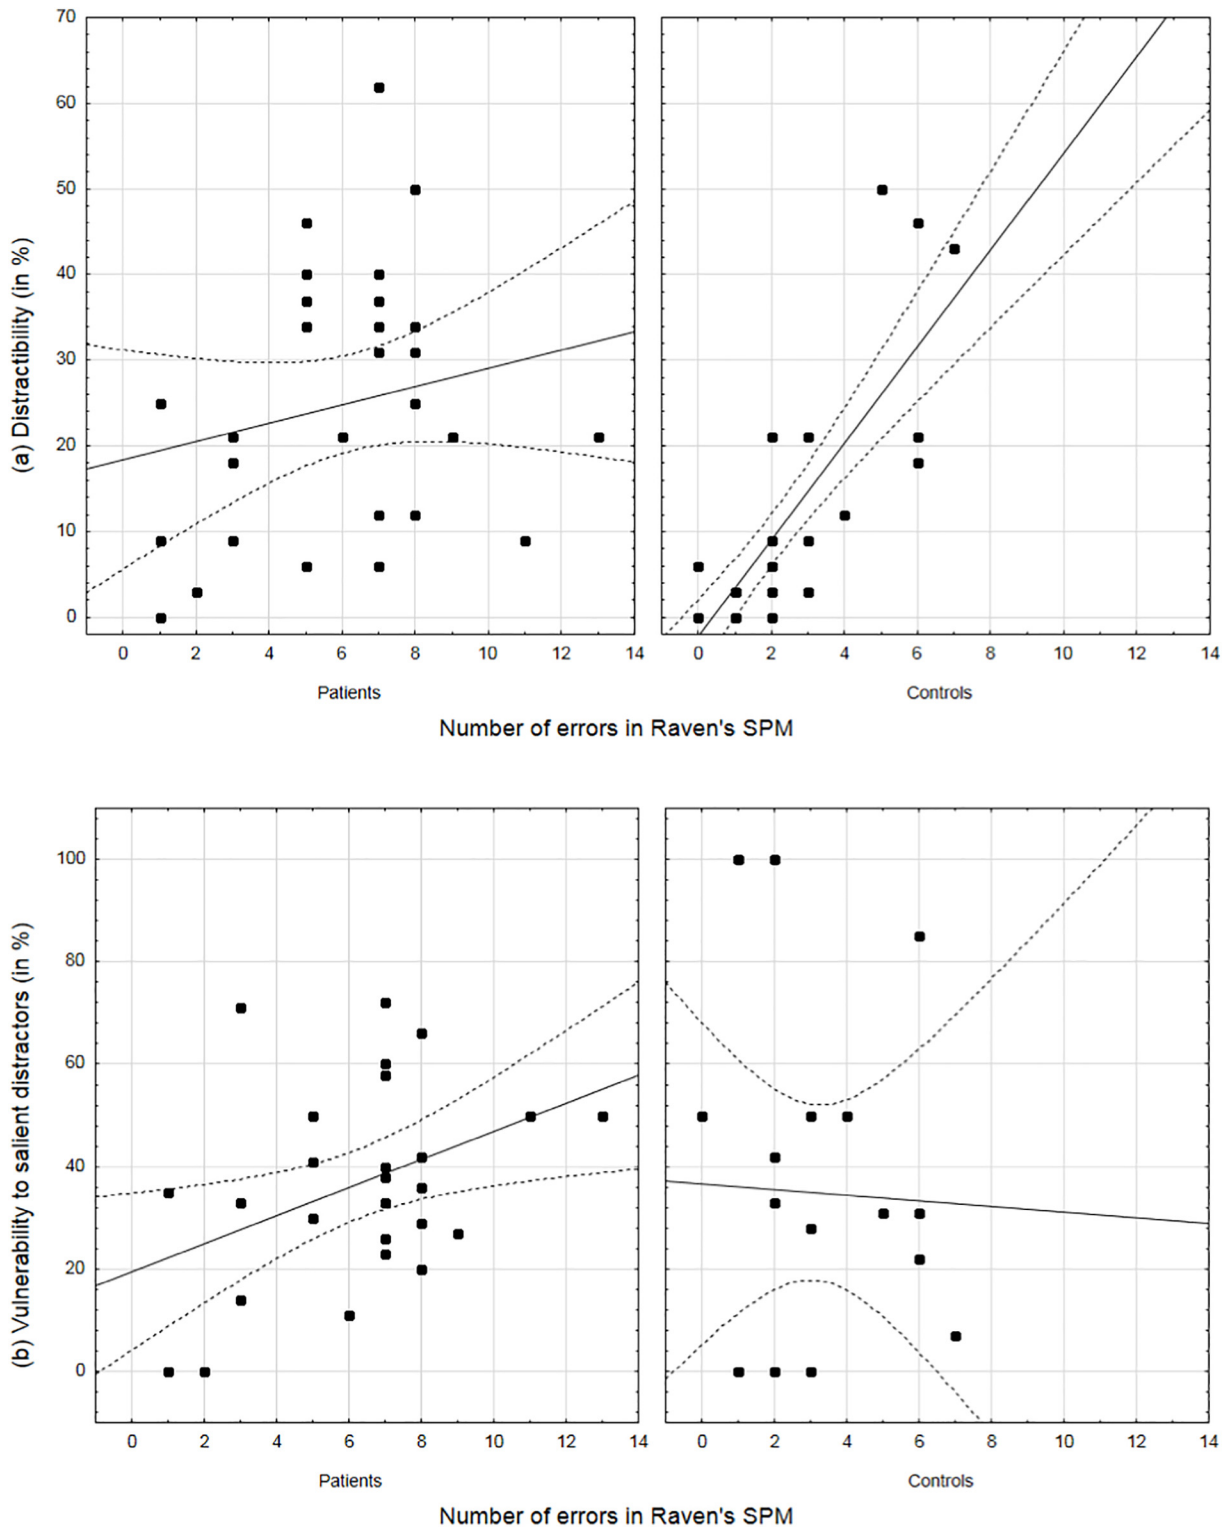 70
60
50
40
30
20
10
0
(a) Distractibility (in %)
0 2 4 6 8 10 12 14
0 2 4 6 8 10 12 14
Patients
Controls
Number of errors in Raven's SPM
100
80
60
40
20
0
(b) Vulnerability to salient distractors (in %)
0 2 4 6 8 10 12 14
0 2 4 6 8 10 12 14
Patients
Controls
Number of errors in Raven's SPM